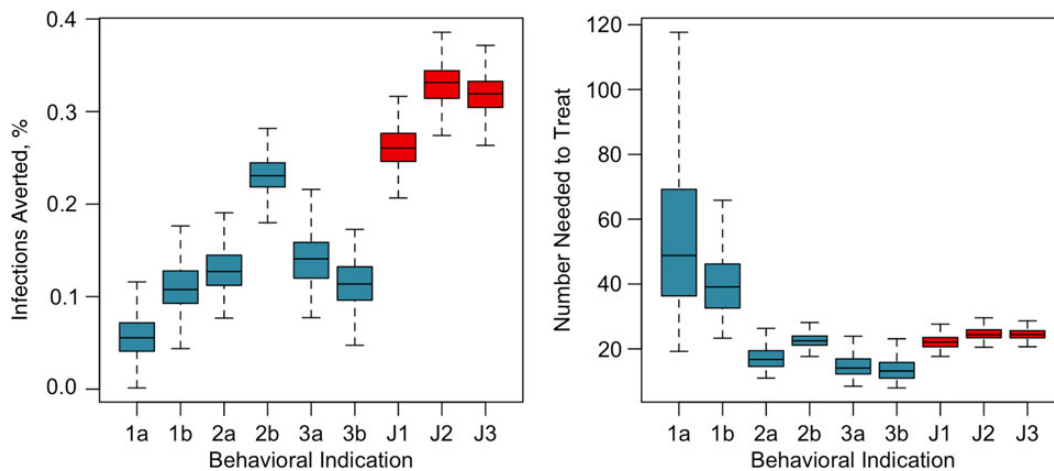 0.4
0.3
0.2
0.1
0.0
Infections Averted, %
1a 1b 2a 2b 3a 3b J1 J2 J3
Behavioral Indication
120
100
80
60
40
20
Number Needed to Treat
1a 1b 2a 2b 3a 3b J1 J2 J3
Behavioral Indication